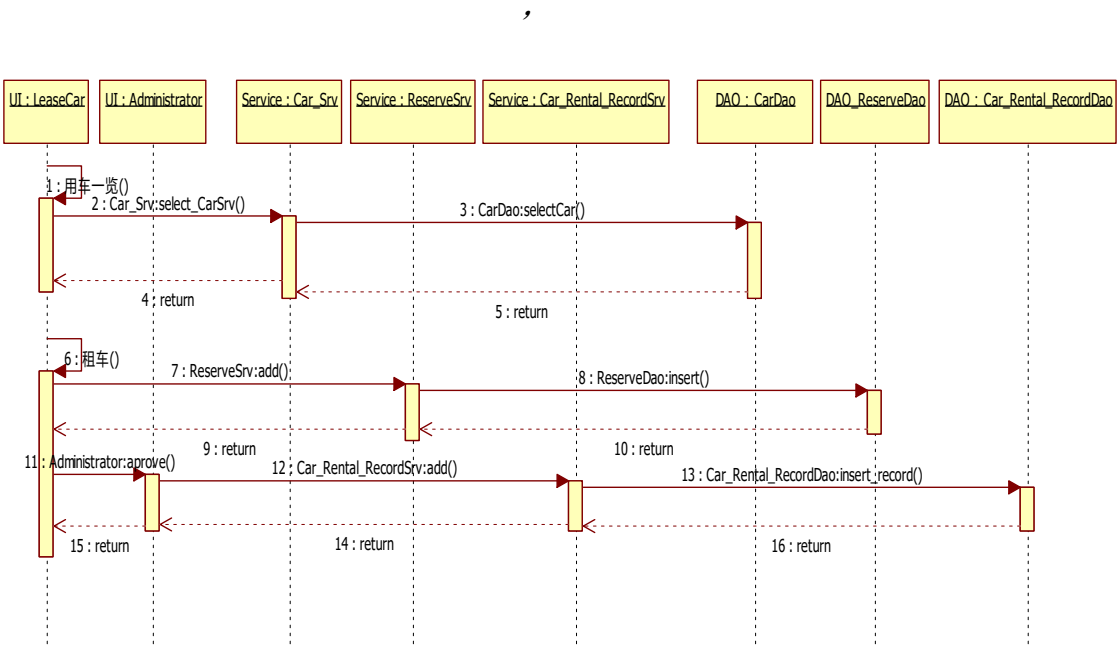 ,
UI : LeaseCar
UI : Administrator
Service : Car_Srv
Service : ReserveSrv
Service : Car_Rental_RecordSrv
DAO : CarDao
DAO_ReserveDao
DAO : Car_Rental_RecordDao
1 : 用车一览()
2 : Car_Srv:select_CarSrv()
3 : CarDao:selectCar()
4 : return
5 : return
6 : 租车()
7 : ReserveSrv:add()
8 : ReserveDao:insert()
9 : return
10 : return
11 : Administrator:aprove()
12 : Car_Rental_RecordSrv:add()
13 : Car_Rental_RecordDao:insert_record()
15 : return
14 : return
16 : return